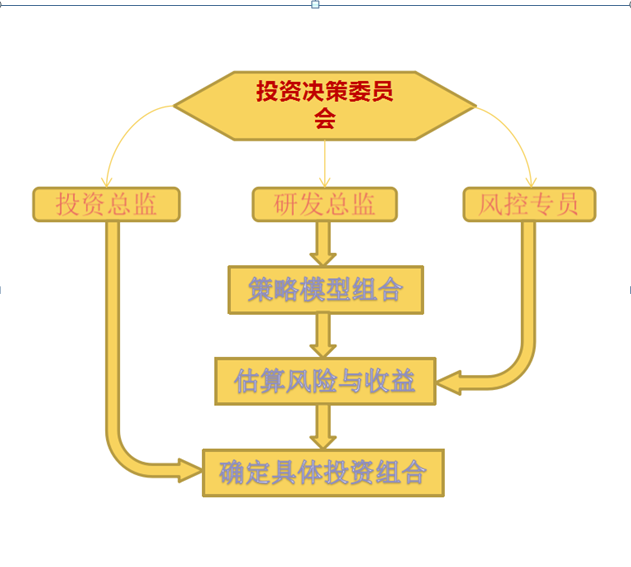 投资决策委员
会
投资总监
研发总监
风控专员
策略模型组合
估算风险与收益
确定具体投资组合